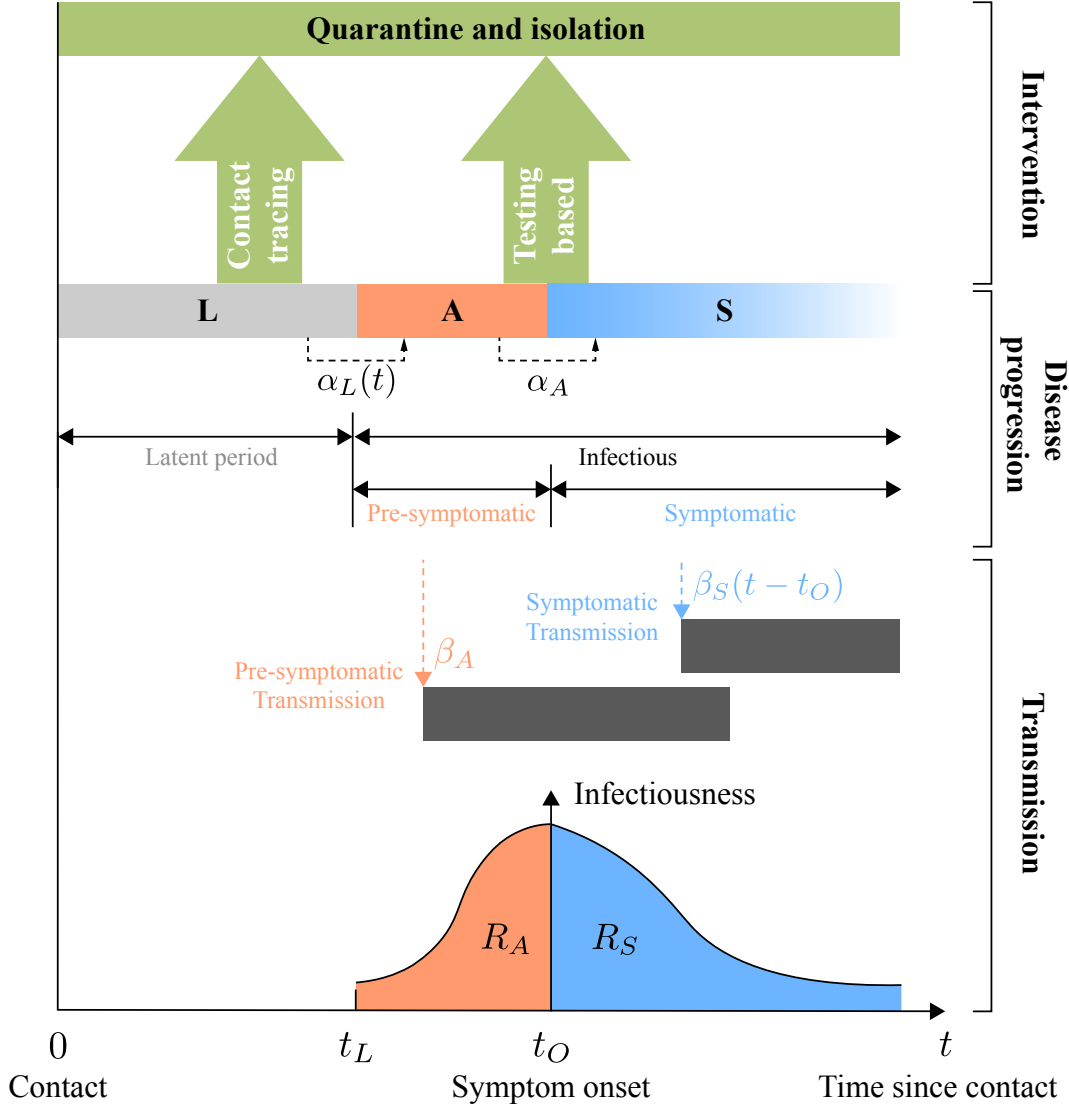 Quarantine and isolation
Contact
tracing
Testing
based
Intervention
L
A
S
α_L(t)
α_A
Disease
progression
Latent period
Infectious
Pre-symptomatic
Symptomatic
β_S(t − t_O)
Symptomatic
Transmission
β_A
Pre-symptomatic
Transmission
Transmission
Infectiousness
R_A
R_S
0
t_L
t_O
t
Contact
Symptom onset
Time since contact